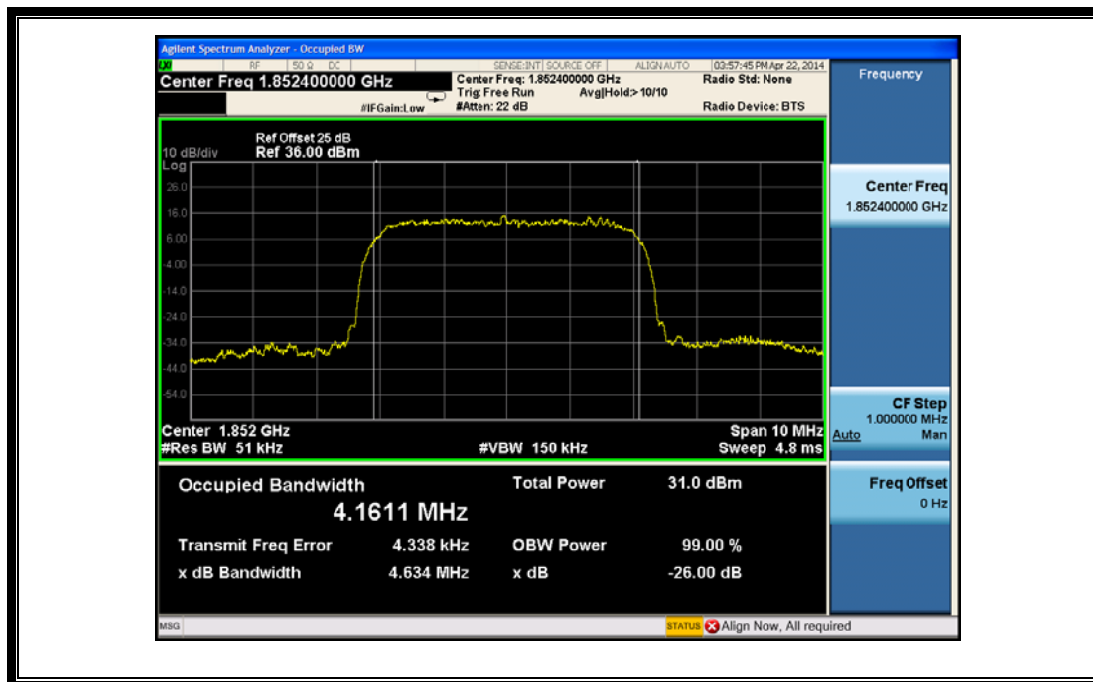 Agilent Spectrum Analyzer - Occupied BW
LXI RF 50 Ω DC SENSE:INT SOURCE OFF ALIGN AUTO 03:57:45 PM Apr 22, 2014
Center Freq 1.852400000 GHz
Center Freq: 1.852400000 GHz
Radio Std: None
Trig: Free Run Avg|Hold:> 10/10
#IFGain:Low
#Atten: 22 dB
Radio Device: BTS
Ref Offset 25 dB
10 dB/div Ref 36.00 dBm
Log
26.0
16.0
6.00
-4.00
-14.0
-24.0
-34.0
-44.0
-54.0
Center 1.852 GHz
Span 10 MHz
#Res BW 51 kHz
#VBW 150 kHz
Sweep 4.8 ms
Occupied Bandwidth
Total Power 31.0 dBm
4.1611 MHz
Transmit Freq Error 4.338 kHz
OBW Power 99.00 %
x dB Bandwidth 4.634 MHz
x dB -26.00 dB
MSG
STATUS Align Now, All required
Frequency
Center Freq
1.852400000 GHz
CF Step
1.000000 MHz
Auto Man
Freq Offset
0 Hz